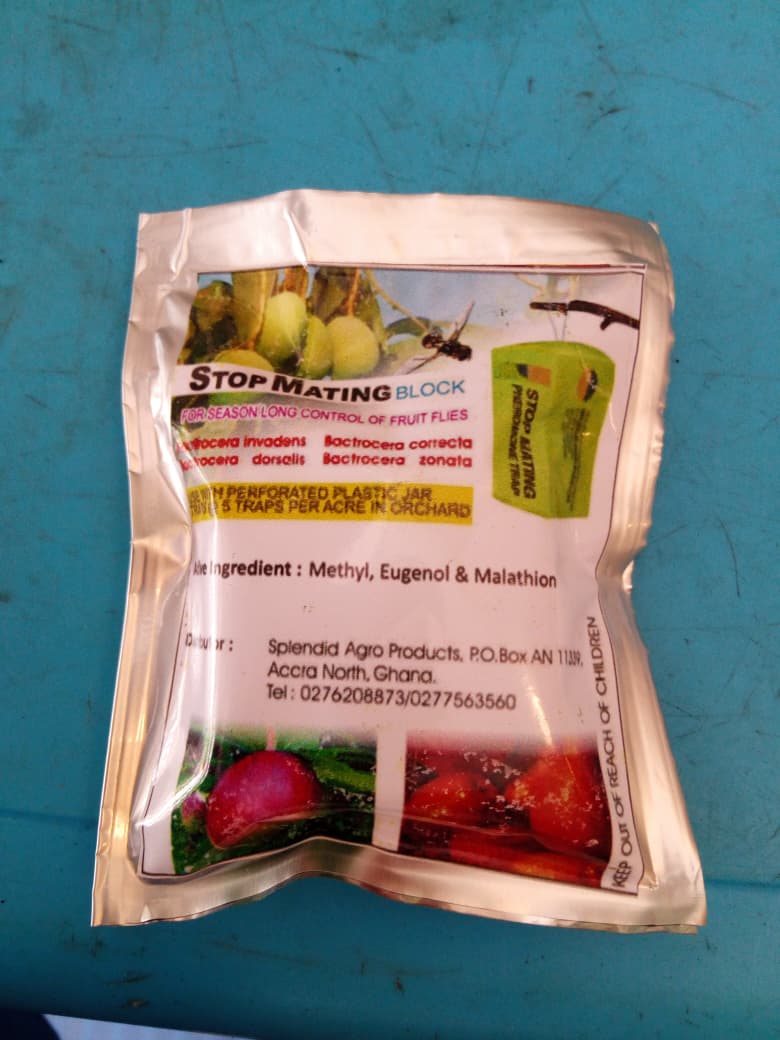 STOP MATING BLOCK
FOR SEASON LONG CONTROL OF FRUIT FLIES
invadens Bactrocera correcta
dorsalis Bactrocera zonata
WITH PERFORATED PLASTIC JAR
5 TRAPS PER ACRE IN ORCHARD
STOP MATING
PHEROMONE TRAP
Ingredient : Methyl, Eugenol & Malathion
Splendid Agro Products, P.O.Box AN 11339,
Accra North, Ghana.
Tel : 0276208873/0277563560
KEEP OUT OF REACH OF CHILDREN